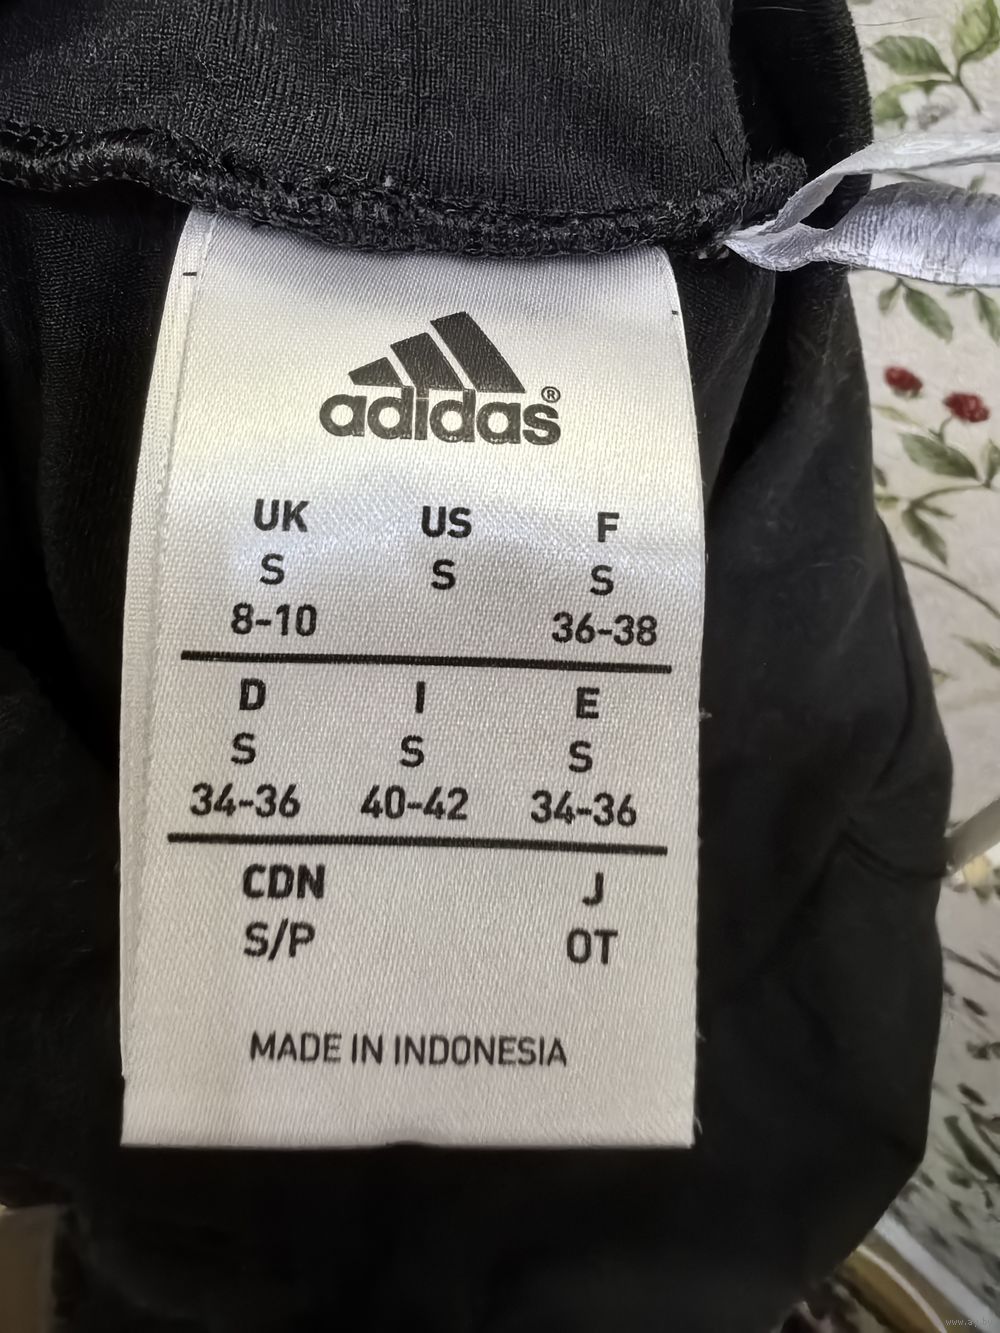 adidas®
UK US F
S S S
8-10 36-38
D I E
S S S
34-36 40-42 34-36
CDN J
S/P OT
MADE IN INDONESIA